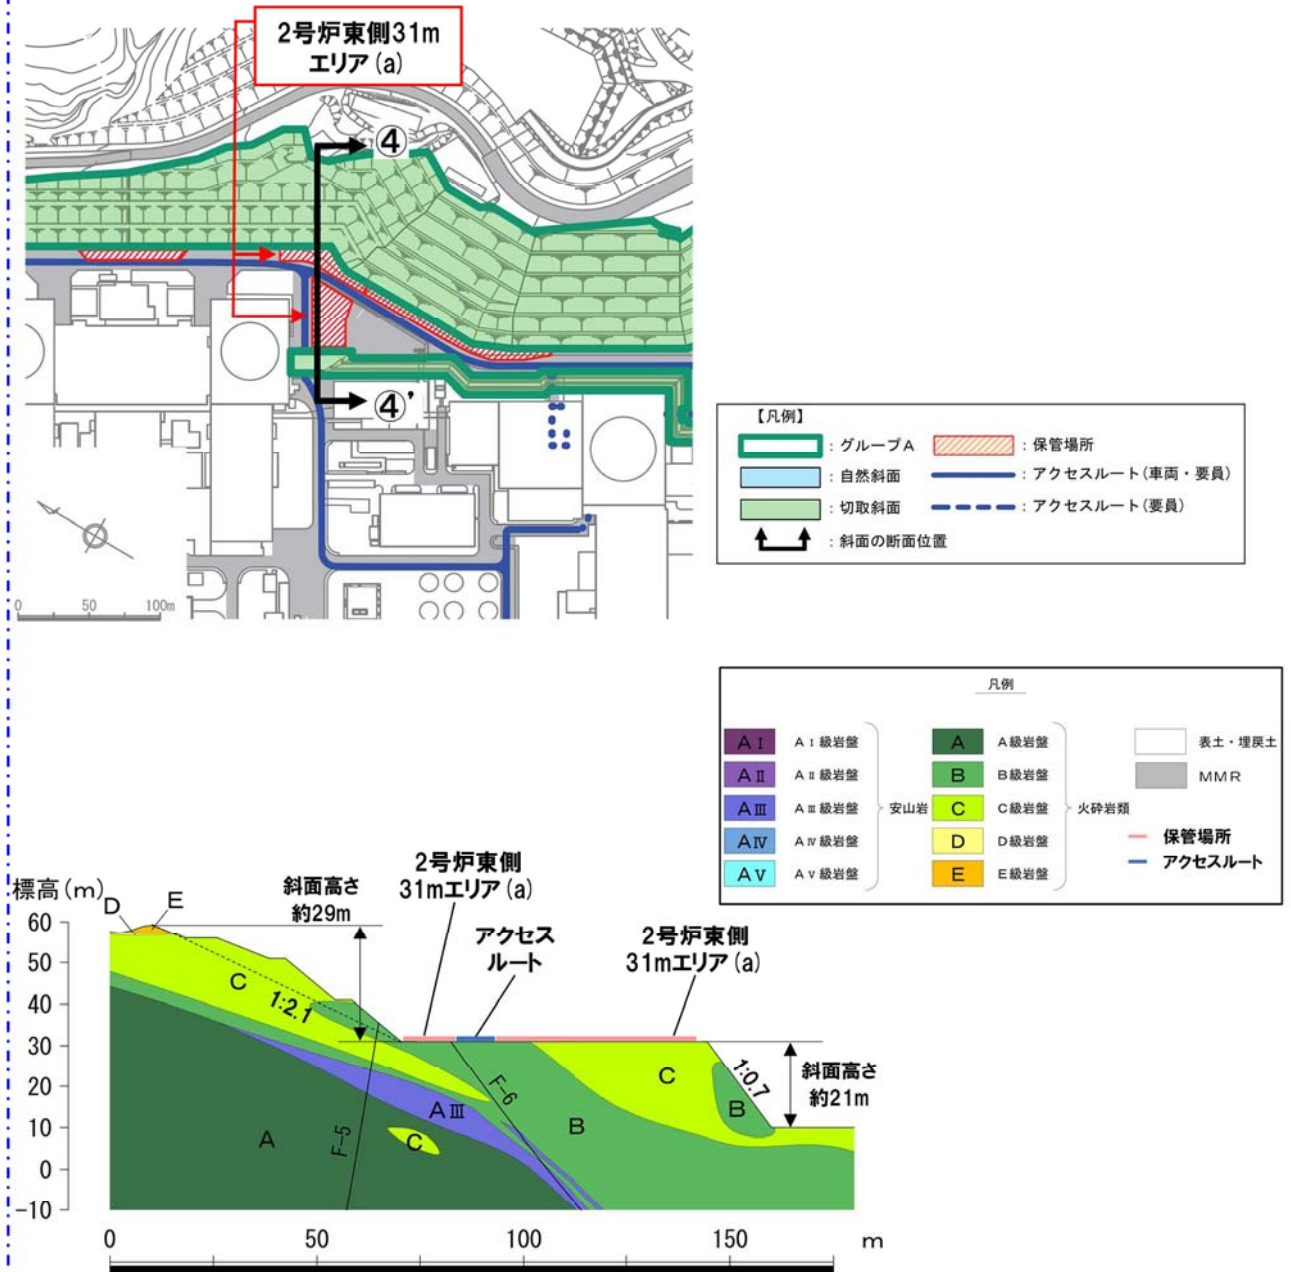 2号炉東側31m
エリア(a)
④
④’
0 50 100m
【凡例】
：グループA
：保管場所
：自然斜面
：アクセスルート(車両・要員)
：切取斜面
：アクセスルート(要員)
：斜面の断面位置
凡例
AⅠ AⅠ級岩盤
AⅡ AⅡ級岩盤
AⅢ AⅢ級岩盤
AⅣ AⅣ級岩盤
AⅤ AⅤ級岩盤
安山岩
A A級岩盤
B B級岩盤
C C級岩盤
D D級岩盤
E E級岩盤
火砕岩類
表土・埋戻土
MMR
保管場所
アクセスルート
標高(m)
60
50
40
30
20
10
0
-10
D
E
斜面高さ
約29m
2号炉東側
31mエリア(a)
アクセス
ルート
2号炉東側
31mエリア(a)
C
1:2.1
C
1:0.7
斜面高さ
約21m
F-6
AⅢ
B
B
A
F-5
C
0 50 100 150 m